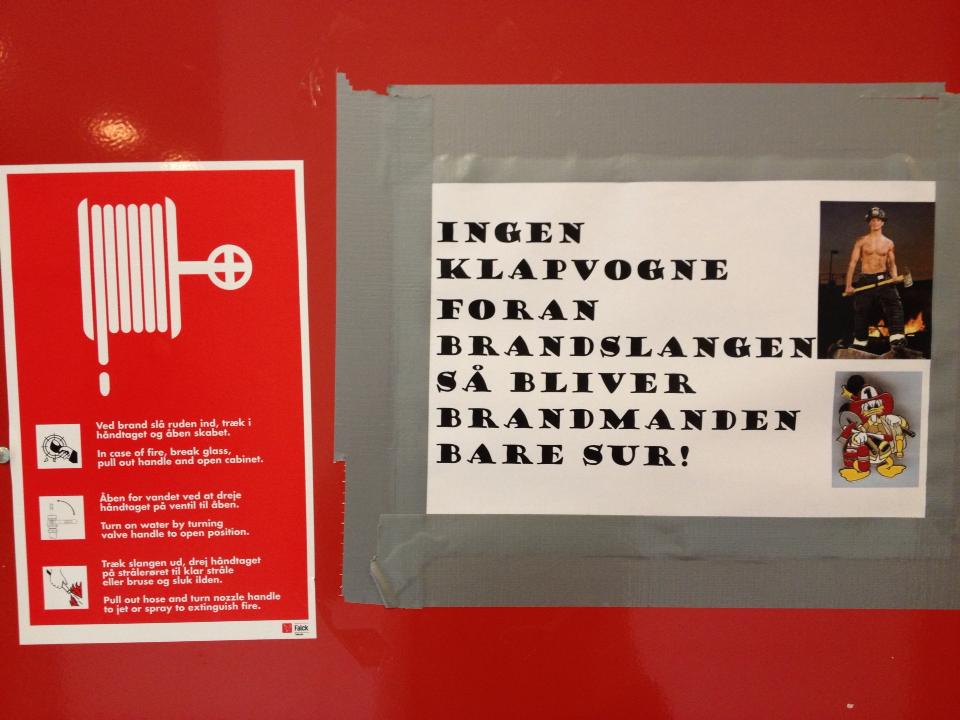 Ved brand slå ruden ind, træk i
håndtaget og åben skabet.
In case of fire, break glass,
pull out handle and open cabinet.
Åben for vandet ved at dreje
håndtaget på ventil til åben.
Turn on water by turning
valve handle to open position.
Træk slangen ud, drej håndtaget
på strålerøret til klar stråle
eller bruse og sluk ilden.
Pull out hose and turn nozzle handle
to jet or spray to extinguish fire.
Falck
INGEN
KLAPVOGNE
FORAN
BRANDSLANGEN
SÅ BLIVER
BRANDMANDEN
BARE SUR!